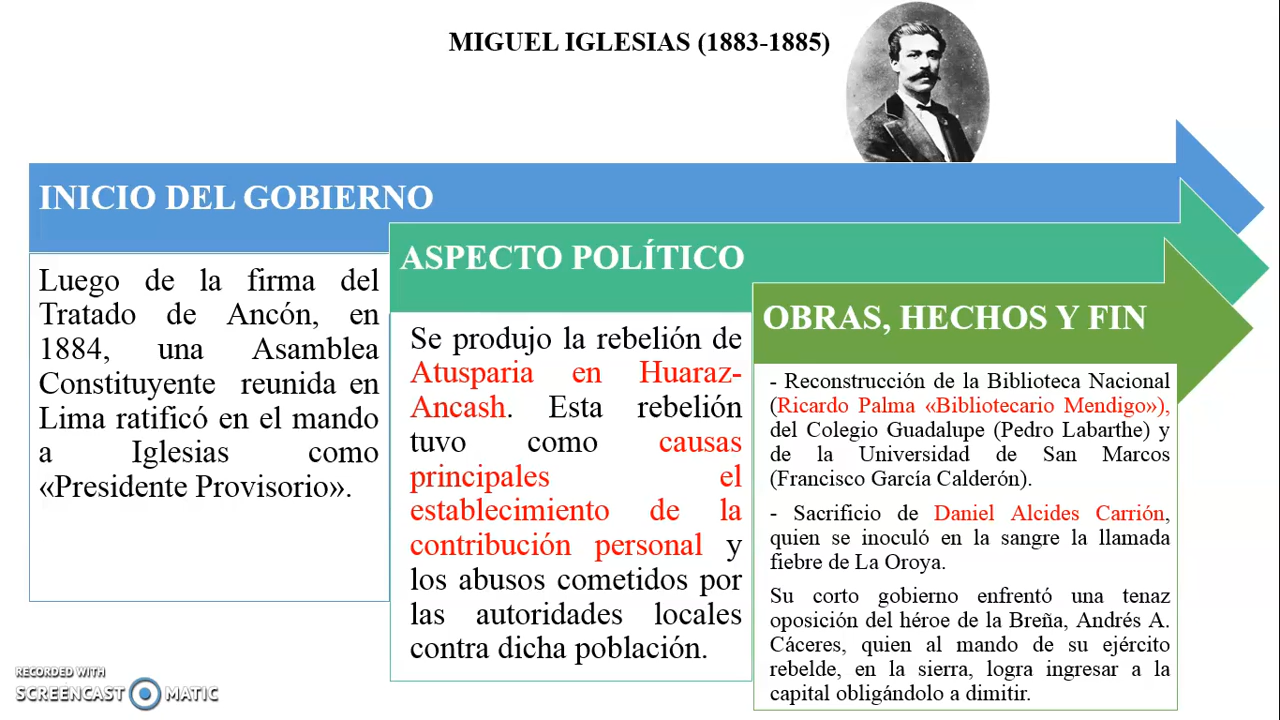 MIGUEL IGLESIAS (1883-1885)
INICIO DEL GOBIERNO
Luego de la firma del
Tratado de Ancón, en
1884, una Asamblea
Constituyente reunida en
Lima ratificó en el mando
a Iglesias como
«Presidente Provisorio».
ASPECTO POLÍTICO
Se produjo la rebelión de
Atusparia en Huaraz-
Ancash. Esta rebelión
tuvo como causas
principales el
establecimiento de la
contribución personal y
los abusos cometidos por
las autoridades locales
contra dicha población.
OBRAS, HECHOS Y FIN
- Reconstrucción de la Biblioteca Nacional
(Ricardo Palma «Bibliotecario Mendigo»),
del Colegio Guadalupe (Pedro Labarthe) y
de la Universidad de San Marcos
(Francisco García Calderón).
- Sacrificio de Daniel Alcides Carrión,
quien se inoculó en la sangre la llamada
fiebre de La Oroya.
Su corto gobierno enfrentó una tenaz
oposición del héroe de la Breña, Andrés A.
Cáceres, quien al mando de su ejército
rebelde, en la sierra, logra ingresar a la
capital obligándolo a dimitir.
RECORDED WITH
SCREENCAST MATIC